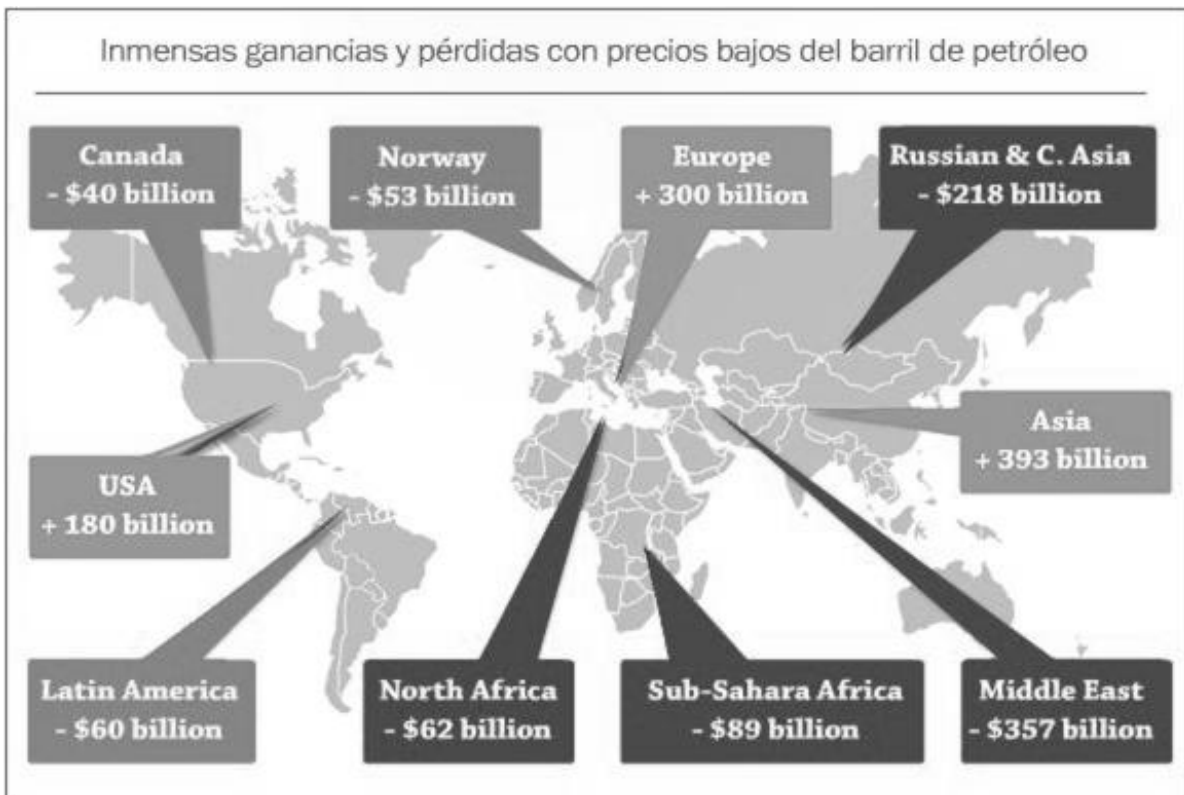 Inmensas ganancias y pérdidas con precios bajos del barril de petróleo
Canada
- $40 billion
Norway
- $53 billion
Europe
+ 300 billion
Russian & C. Asia
- $218 billion
Asia
+ 393 billion
USA
+ 180 billion
Latin America
- $60 billion
North Africa
- $62 billion
Sub-Sahara Africa
- $89 billion
Middle East
- $357 billion